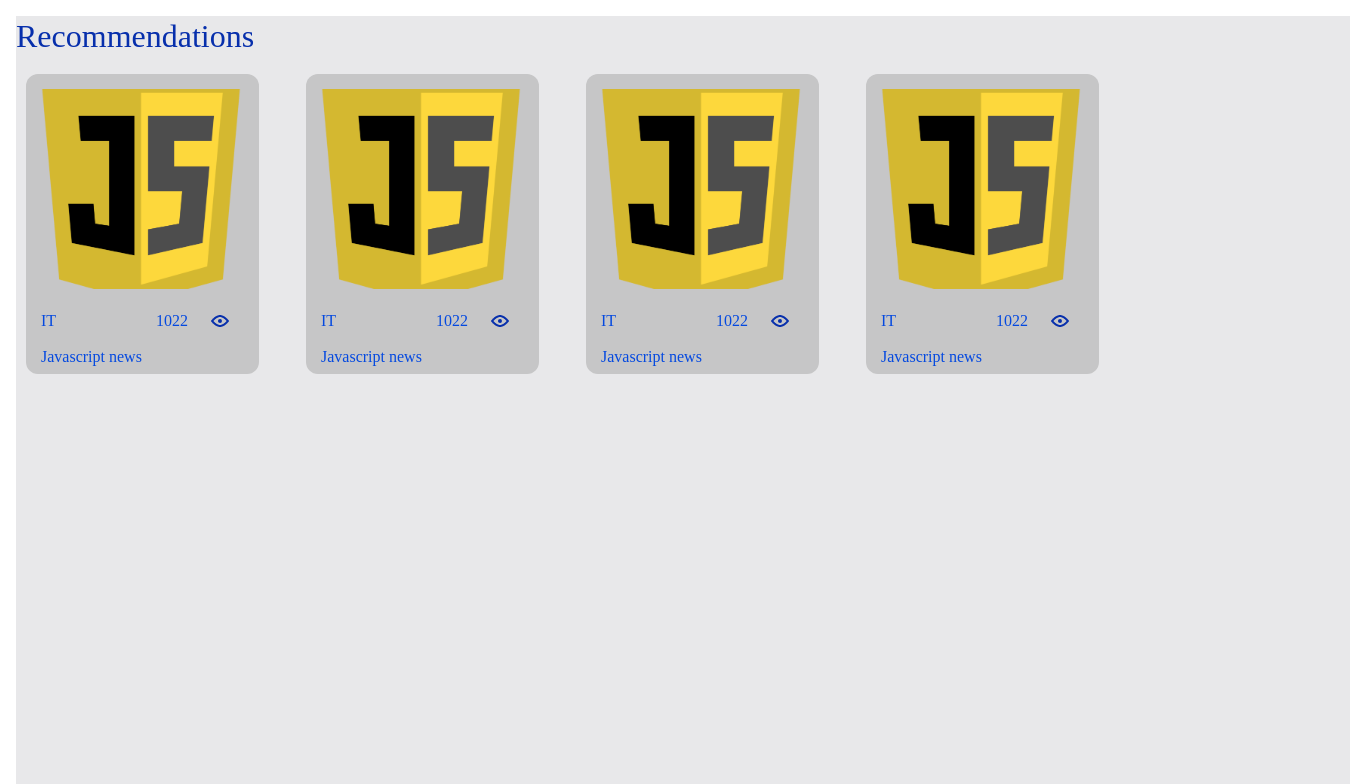 Recommendations
JS JS JS JS
IT 1022 IT 1022 IT 1022 IT 1022
Javascript news Javascript news Javascript news Javascript news